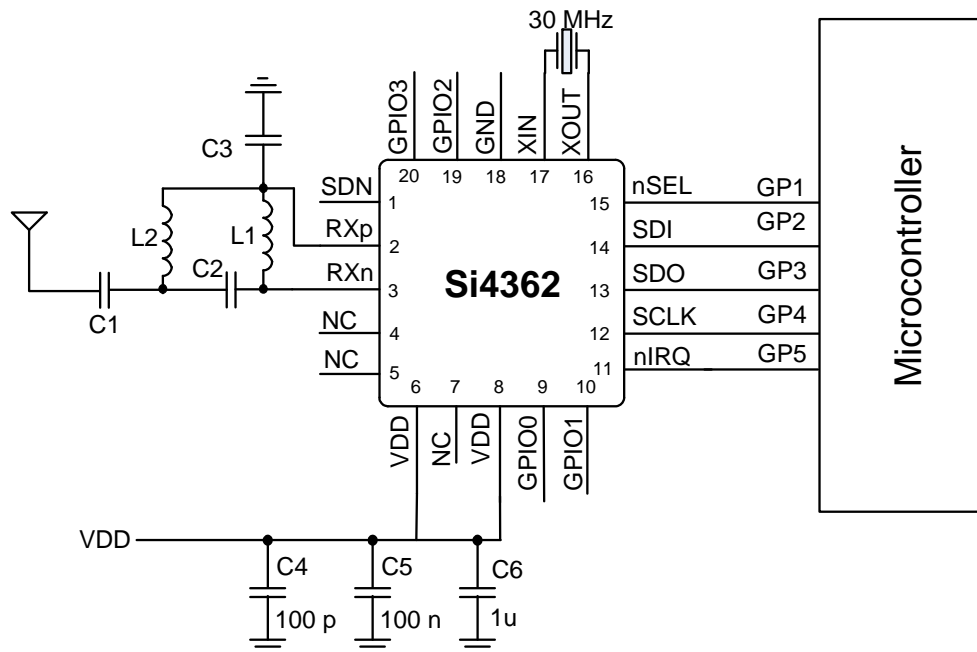 30 MHz
GPIO3
GPIO2
GND
XIN
XOUT
C3
20
19
18
17
16
SDN
1
nSEL
15
GP1
L2
L1
RXp
2
SDI
14
GP2
C2
RXn
3
Si4362
SDO
13
GP3
C1
NC
4
SCLK
12
GP4
NC
5
nIRQ
11
GP5
Microcontroller
6
7
8
9
10
VDD
NC
VDD
GPIO0
GPIO1
VDD
C4
C5
C6
100 p
100 n
1u